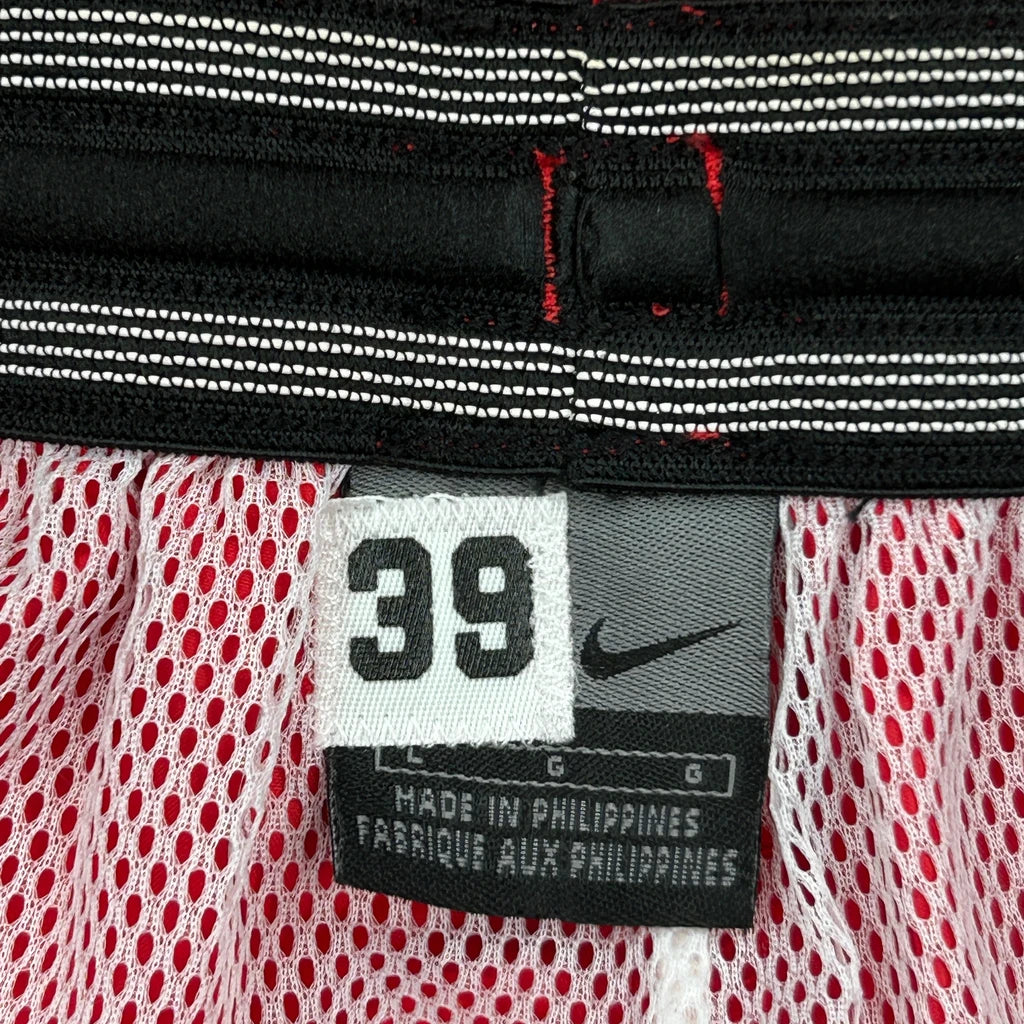 39
L G G
MADE IN PHILIPPINES
FABRIQUE AUX PHILIPPINES